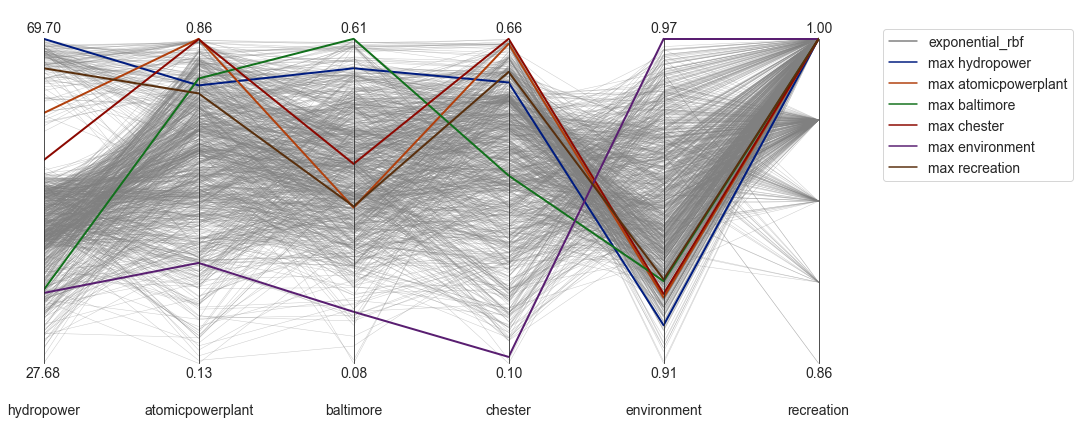 69.70 0.86 0.61 0.66 0.97 1.00
exponential_rbf
max hydropower
max atomicpowerplant
max baltimore
max chester
max environment
max recreation
27.68 0.13 0.08 0.10 0.91 0.86
hydropower atomicpowerplant baltimore chester environment recreation